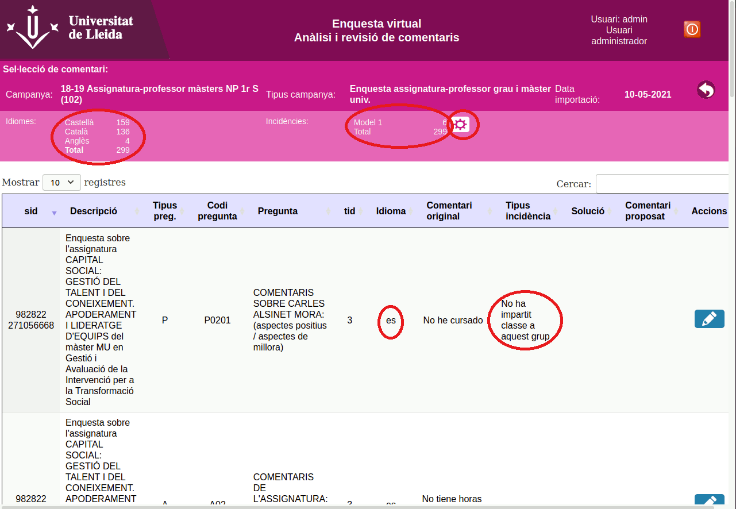 Universitat
de Lleida
Enquesta virtual
Anàlisi i revisió de comentaris
Usuari: admin
Usuari
administrador
Sel·lecció de comentari:
Campanya:
18-19 Assignatura-professor màsters NP 1r S
(102)
Tipus campanya:
Enquesta assignatura-professor grau i màster
univ.
Data
importació:
10-05-2021
Idiomes:
Castellà 159
Català 136
Anglès 4
Total 299
Incidències:
Model 1 6
Total 299
Mostrar 10 registres
Cercar:
sid
Descripció
Tipus
preg.
Codi
pregunta
Pregunta
tid
Idioma
Comentari
original
Tipus
incidència
Solució
Comentari
proposat
Accions
982822
271056668
Enquesta sobre
l'assignatura
CAPITAL
SOCIAL:
GESTIÓ DEL
TALENT I DEL
CONEIXEMENT.
APODERAMENT
I LIDERATGE
D'EQUIPS del
màster MU en
Gestió i
Avaluació de la
Intervenció per a
la Transformació
Social
P
P0201
COMENTARIS
SOBRE CARLES
ALSINET MORA:
(aspectes positius
/ aspectes de
millora)
3
es
No he cursado
No ha
impartit
classe a
aquest grup
982822
Enquesta sobre
l'assignatura
CAPITAL
SOCIAL:
GESTIÓ DEL
TALENT I DEL
CONEIXEMENT.
APODERAMENT
A
A02
COMENTARIS
DE
L'ASSIGNATURA:
3
es
No tiene horas